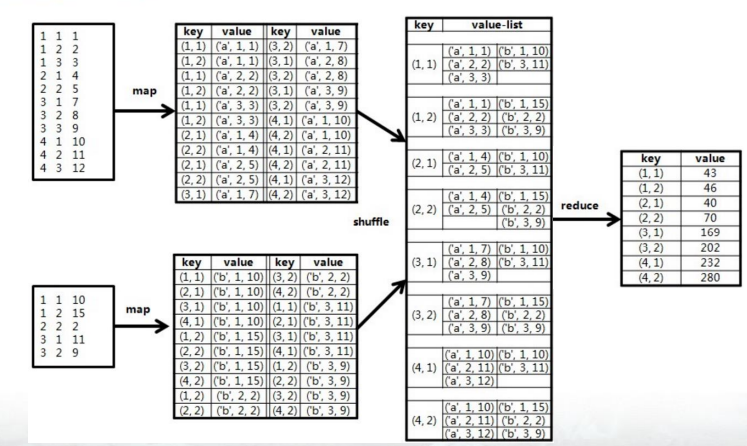 1 1 1
1 2 2
1 3 3
2 1 4
2 2 5
3 1 7
3 2 8
3 3 9
4 1 10
4 2 11
4 3 12
map
key value key value
(1, 1) ('a', 1, 1) (3, 2) ('a', 1, 7)
(1, 2) ('a', 1, 1) (3, 1) ('a', 2, 8)
(1, 1) ('a', 2, 2) (3, 2) ('a', 2, 8)
(1, 2) ('a', 2, 2) (3, 1) ('a', 3, 9)
(1, 1) ('a', 3, 3) (3, 2) ('a', 3, 9)
(1, 2) ('a', 3, 3) (4, 1) ('a', 1, 10)
(2, 1) ('a', 1, 4) (4, 2) ('a', 1, 10)
(2, 2) ('a', 1, 4) (4, 1) ('a', 2, 11)
(2, 1) ('a', 2, 5) (4, 2) ('a', 2, 11)
(2, 2) ('a', 2, 5) (4, 1) ('a', 3, 12)
(3, 1) ('a', 1, 7) (4, 2) ('a', 3, 12)
1 1 10
1 2 15
2 2 2
3 1 11
3 2 9
map
key value key value
(1, 1) ('b', 1, 10) (3, 2) ('b', 2, 2)
(2, 1) ('b', 1, 10) (4, 2) ('b', 2, 2)
(3, 1) ('b', 1, 10) (1, 1) ('b', 3, 11)
(4, 1) ('b', 1, 10) (2, 1) ('b', 3, 11)
(1, 2) ('b', 1, 15) (3, 1) ('b', 3, 11)
(2, 2) ('b', 1, 15) (4, 1) ('b', 3, 11)
(3, 2) ('b', 1, 15) (1, 2) ('b', 3, 9)
(4, 2) ('b', 1, 15) (2, 2) ('b', 3, 9)
(1, 2) ('b', 2, 2) (3, 2) ('b', 3, 9)
(2, 2) ('b', 2, 2) (4, 2) ('b', 3, 9)
shuffle
key value-list
(1, 1)
('a', 1, 1) ('b', 1, 10)
('a', 2, 2) ('b', 3, 11)
('a', 3, 3)
(1, 2)
('a', 1, 1) ('b', 1, 15)
('a', 2, 2) ('b', 2, 2)
('a', 3, 3) ('b', 3, 9)
(2, 1)
('a', 1, 4) ('b', 1, 10)
('a', 2, 5) ('b', 3, 11)
(2, 2)
('a', 1, 4) ('b', 1, 15)
('a', 2, 5) ('b', 2, 2)
('b', 3, 9)
(3, 1)
('a', 1, 7) ('b', 1, 10)
('a', 2, 8) ('b', 3, 11)
('a', 3, 9)
(3, 2)
('a', 1, 7) ('b', 1, 15)
('a', 2, 8) ('b', 2, 2)
('a', 3, 9) ('b', 3, 9)
(4, 1)
('a', 1, 10) ('b', 1, 10)
('a', 2, 11) ('b', 3, 11)
('a', 3, 12)
(4, 2)
('a', 1, 10) ('b', 1, 15)
('a', 2, 11) ('b', 2, 2)
('a', 3, 12) ('b', 3, 9)
reduce
key value
(1, 1) 43
(1, 2) 46
(2, 1) 40
(2, 2) 70
(3, 1) 169
(3, 2) 202
(4, 1) 232
(4, 2) 280